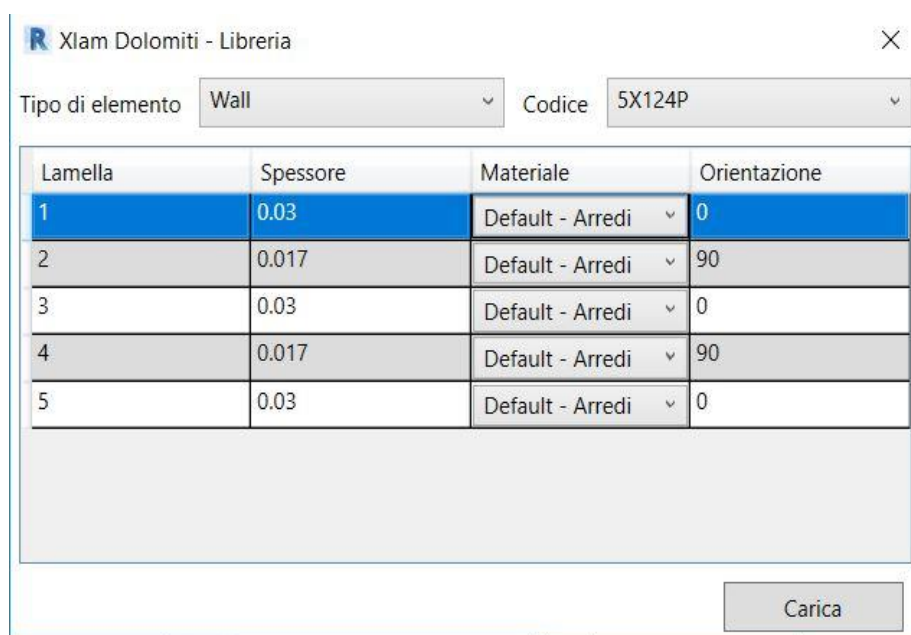 R Xlam Dolomiti - Libreria
Tipo di elemento Wall Codice 5X124P
Lamella Spessore Materiale Orientazione
1 0.03 Default - Arredi 0
2 0.017 Default - Arredi 90
3 0.03 Default - Arredi 0
4 0.017 Default - Arredi 90
5 0.03 Default - Arredi 0
Carica